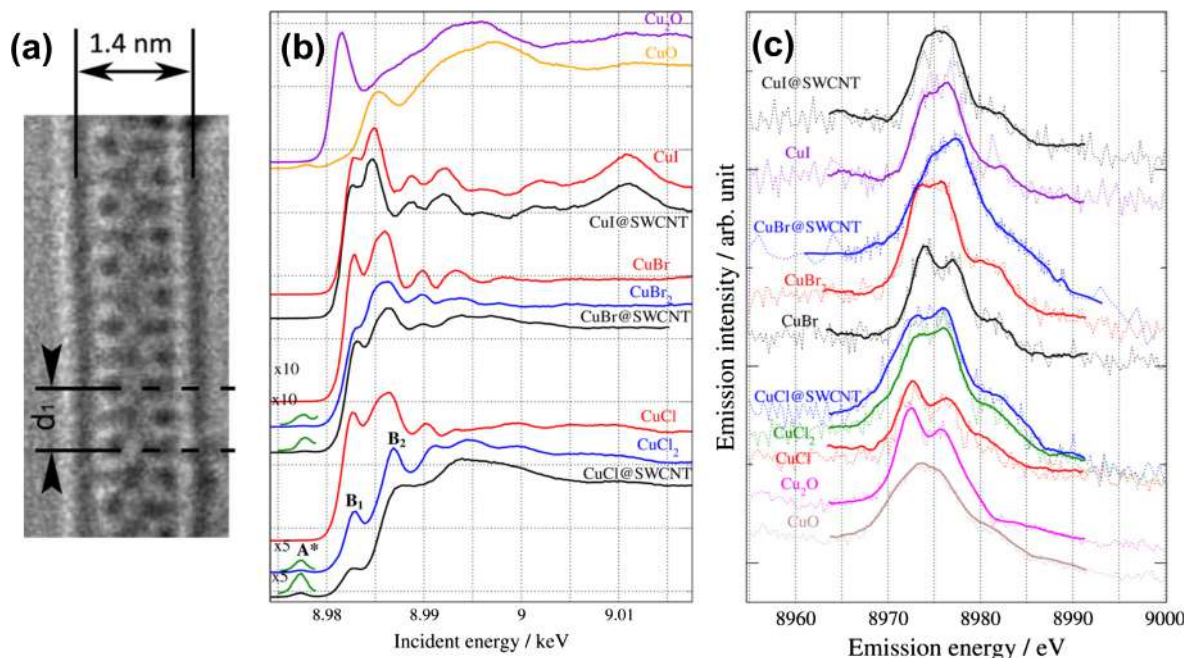 (a)
1.4 nm
d₁
(b)
Cu₂O
CuO
CuI
CuI@SWCNT
CuBr
CuBr₂
CuBr@SWCNT
x10
x10
CuCl
CuCl₂
CuCl@SWCNT
B₁
B₂
x5
A*
x5
8.98
8.99
9
9.01
Incident energy / keV
(c)
Emission intensity / arb. unit
CuI@SWCNT
CuI
CuBr@SWCNT
CuBr₂
CuBr
CuCl@SWCNT
CuCl₂
CuCl
Cu₂O
CuO
8960
8970
8980
8990
9000
Emission energy / eV